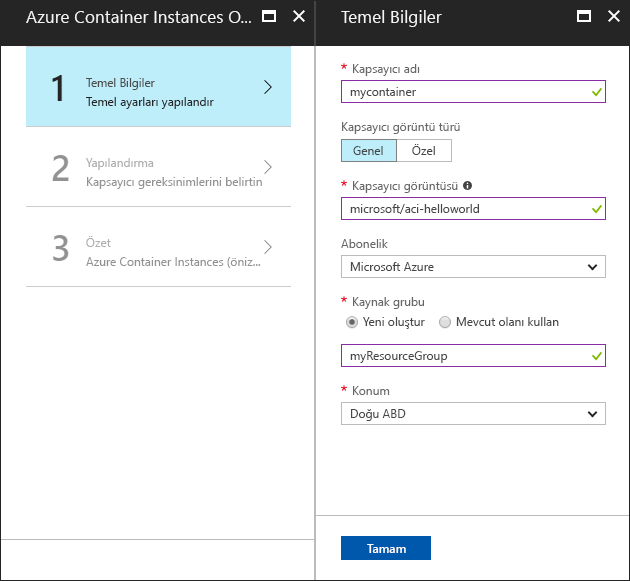 Azure Container Instances O...
1
Temel Bilgiler
Temel ayarları yapılandır
2
Yapılandırma
Kapsayıcı gereksinimlerini belirtin
3
Özet
Azure Container Instances (öniz...
Temel Bilgiler
* Kapsayıcı adı
mycontainer
Kapsayıcı görüntü türü
Genel Özel
* Kapsayıcı görüntüsü
microsoft/aci-helloworld
Abonelik
Microsoft Azure
* Kaynak grubu
Yeni oluştur Mevcut olanı kullan
myResourceGroup
* Konum
Doğu ABD
Tamam